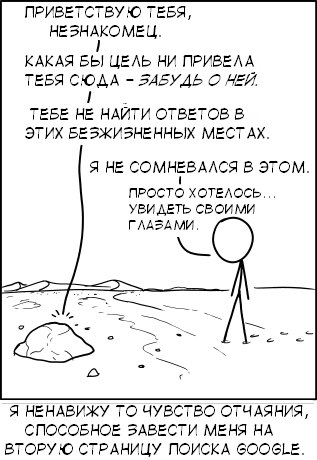 ПРИВЕТСТВУЮ ТЕБЯ,
НЕЗНАКОМЕЦ.
КАКАЯ БЫ ЦЕЛЬ НИ ПРИВЕЛА
ТЕБЯ СЮДА – ЗАБУДЬ О НЕЙ.
ТЕБЕ НЕ НАЙТИ ОТВЕТОВ В
ЭТИХ БЕЗЖИЗНЕННЫХ МЕСТАХ.
Я НЕ СОМНЕВАЛСЯ В ЭТОМ.
ПРОСТО ХОТЕЛОСЬ...
УВИДЕТЬ СВОИМИ
ГЛАЗАМИ.
Я НЕНАВИЖУ ТО ЧУВСТВО ОТЧАЯНИЯ,
СПОСОБНОЕ ЗАВЕСТИ МЕНЯ НА
ВТОРУЮ СТРАНИЦУ ПОИСКА GOOGLE.